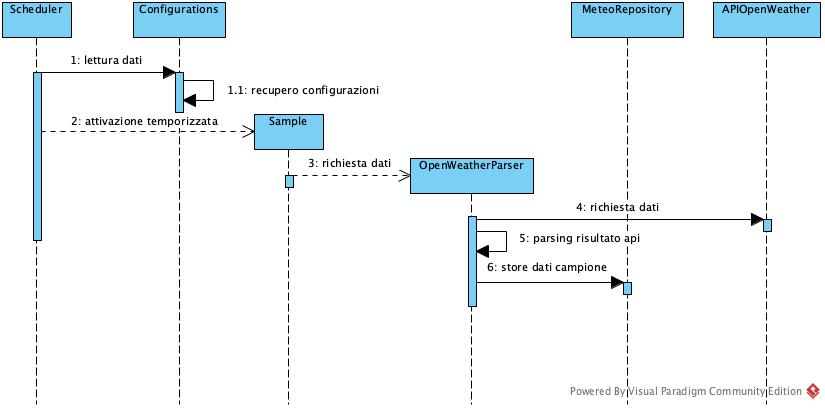 Scheduler
Configurations
MeteoRepository
APIOpenWeather
1: lettura dati
1.1: recupero configurazioni
2: attivazione temporizzata
Sample
3: richiesta dati
OpenWeatherParser
4: richiesta dati
5: parsing risultato api
6: store dati campione
Powered By Visual Paradigm Community Edition